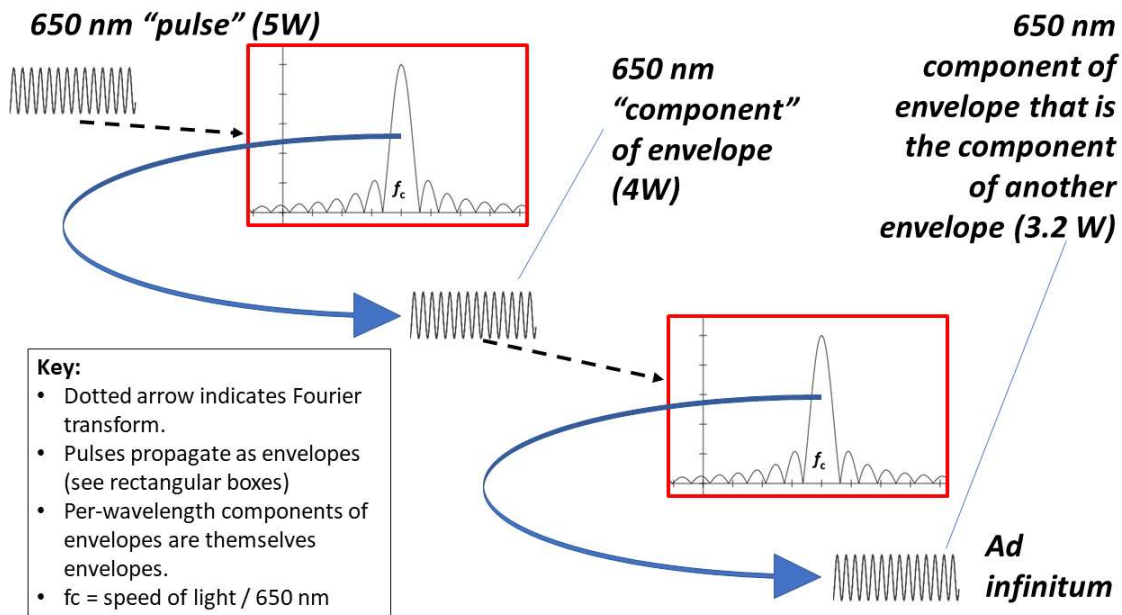 650 nm “pulse” (5W)
fc
650 nm
“component”
of envelope
(4W)
650 nm
component of
envelope that is
the component
of another
envelope (3.2 W)
Key:
• Dotted arrow indicates Fourier
transform.
• Pulses propagate as envelopes
(see rectangular boxes)
• Per-wavelength components of
envelopes are themselves
envelopes.
• fc = speed of light / 650 nm
fc
Ad
infinitum